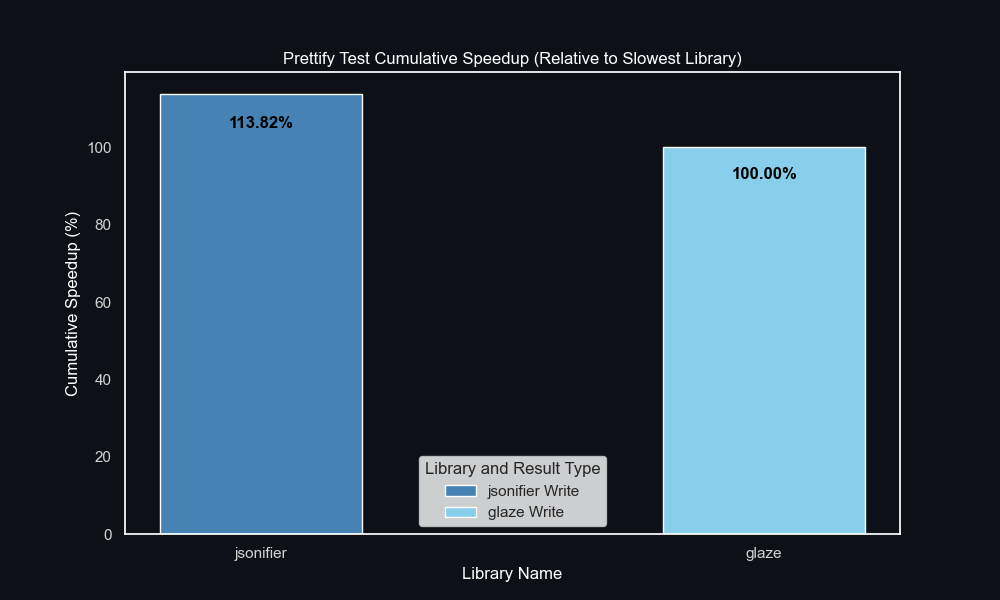 Prettify Test Cumulative Speedup (Relative to Slowest Library)
Cumulative Speedup (%)
100
80
60
40
20
0
113.82%
100.00%
Library and Result Type
jsonifier Write
glaze Write
jsonifier
glaze
Library Name